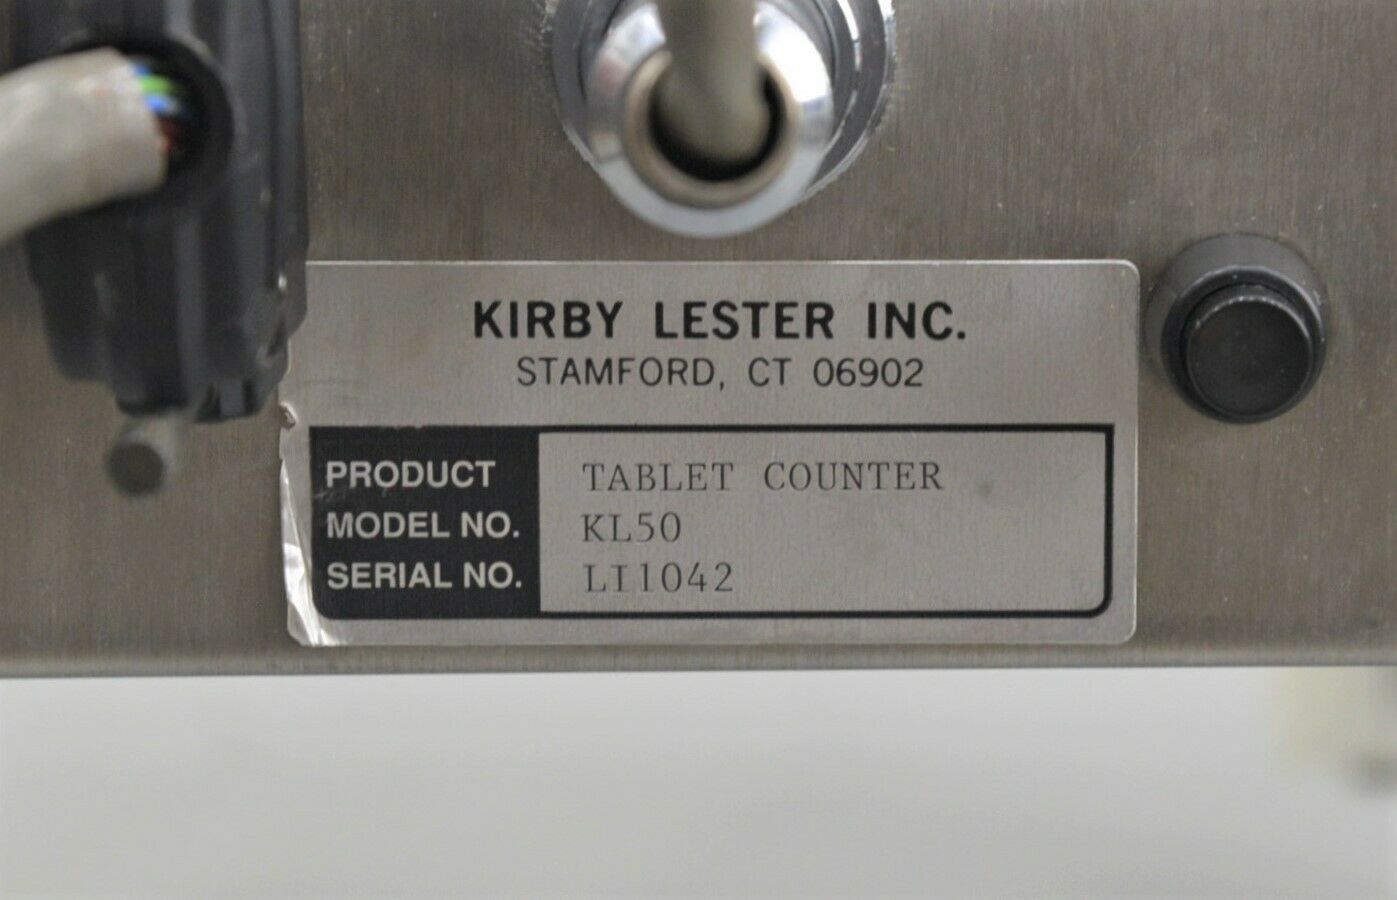 KIRBY LESTER INC.
STAMFORD, CT 06902
PRODUCT TABLET COUNTER
MODEL NO. KL50
SERIAL NO. LI1042